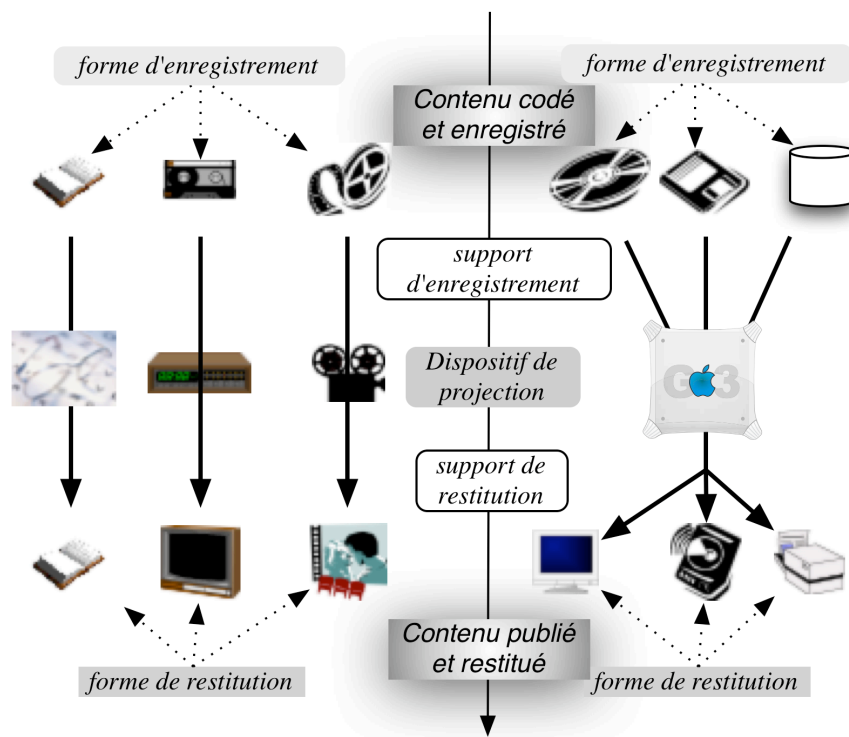 forme d'enregistrement
forme d'enregistrement
Contenu codé
et enregistré
support
d'enregistrement
Dispositif de
projection
G3
support de
restitution
Contenu publié
et restitué
forme de restitution
forme de restitution